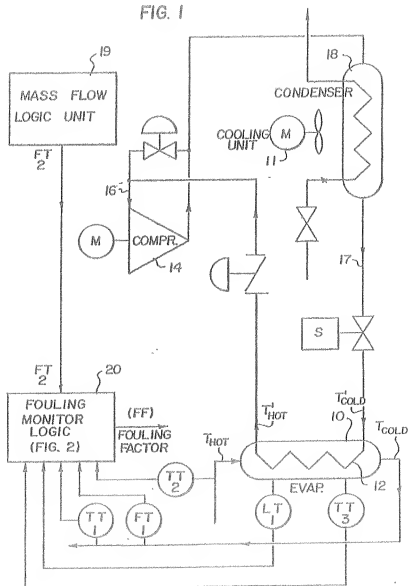 FIG. 1
19
MASS FLOW
LOGIC UNIT
FT
2
18
CONDENSER
COOLING
UNIT
M
11
16
M
COMPR.
14
17
S
FT
2
20
FOULING
MONITOR
LOGIC
(FIG. 2)
(FF)
FOULING
FACTOR
T'HOT
T'COLD
10
THOT
TCOLD
TT
2
EVAP.
12
TT
1
FT
1
LT
1
TT
3